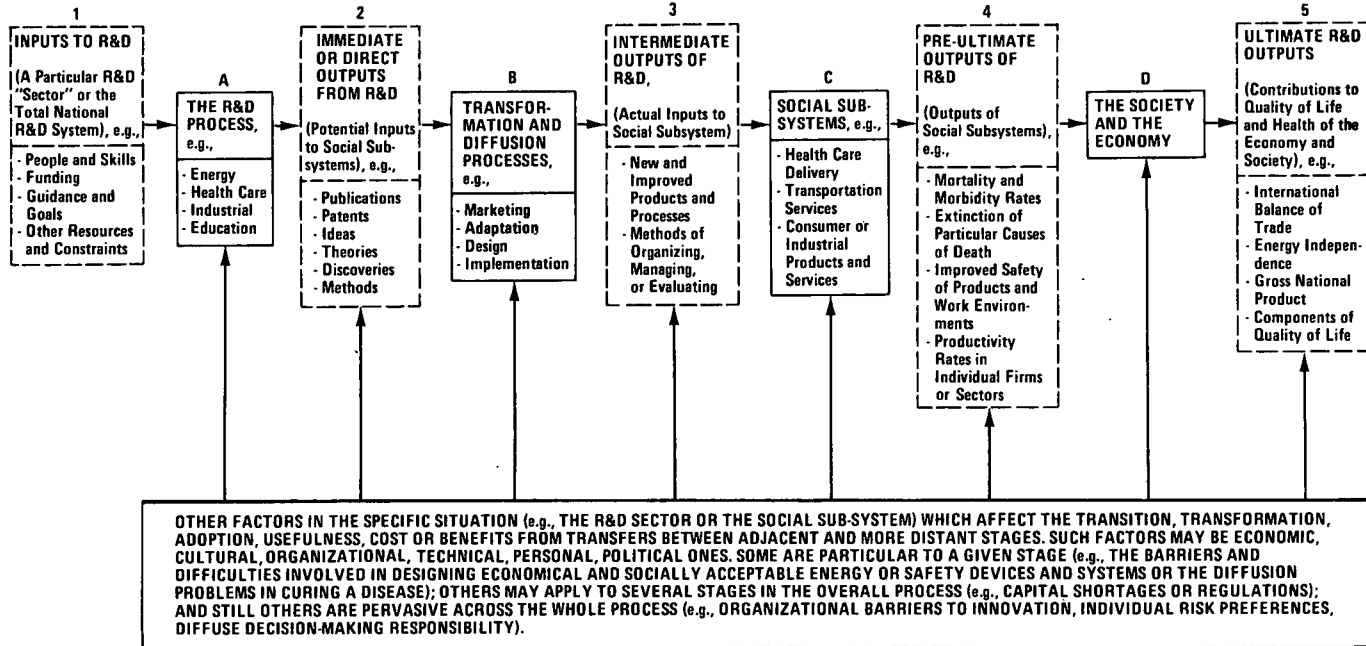 1
INPUTS TO R&D
(A Particular R&D
"Sector" or the
Total National
R&D System), e.g.,
- People and Skills
- Funding
- Guidance and
Goals
- Other Resources
and Constraints
A
THE R&D
PROCESS,
e.g.,
- Energy
- Health Care
- Industrial
- Education
2
IMMEDIATE
OR DIRECT
OUTPUTS
FROM R&D
(Potential Inputs
to Social Sub-
systems), e.g.,
- Publications
- Patents
- Ideas
- Theories
- Discoveries
- Methods
B
TRANSFOR-
MATION AND
DIFFUSION
PROCESSES,
e.g.,
- Marketing
- Adaptation
- Design
- Implementation
3
INTERMEDIATE
OUTPUTS OF
R&D,
(Actual Inputs to
Social Subsystem)
- New and
Improved
Products and
Processes
- Methods of
Organizing,
Managing,
or Evaluating
C
SOCIAL SUB-
SYSTEMS, e.g.,
- Health Care
Delivery
- Transportation
Services
- Consumer or
Industrial
Products and
Services
4
PRE-ULTIMATE
OUTPUTS OF
R&D
(Outputs of
Social Subsystems),
e.g.,
- Mortality and
Morbidity Rates
- Extinction of
Particular Causes
of Death
- Improved Safety
of Products and
Work Environ-
ments
- Productivity
Rates in
Individual Firms
or Sectors
D
THE SOCIETY
AND THE
ECONOMY
5
ULTIMATE R&D
OUTPUTS
(Contributions to
Quality of Life
and Health of the
Economy and
Society), e.g.,
- International
Balance of
Trade
- Energy Indepen-
dence
- Gross National
Product
- Components of
Quality of Life
OTHER FACTORS IN THE SPECIFIC SITUATION (e.g., THE R&D SECTOR OR THE SOCIAL SUB-SYSTEM) WHICH AFFECT THE TRANSITION, TRANSFORMATION,
ADOPTION, USEFULNESS, COST OR BENEFITS FROM TRANSFERS BETWEEN ADJACENT AND MORE DISTANT STAGES. SUCH FACTORS MAY BE ECONOMIC,
CULTURAL, ORGANIZATIONAL, TECHNICAL, PERSONAL, POLITICAL ONES. SOME ARE PARTICULAR TO A GIVEN STAGE (e.g., THE BARRIERS AND
DIFFICULTIES INVOLVED IN DESIGNING ECONOMICAL AND SOCIALLY ACCEPTABLE ENERGY OR SAFETY DEVICES AND SYSTEMS OR THE DIFFUSION
PROBLEMS IN CURING A DISEASE); OTHERS MAY APPLY TO SEVERAL STAGES IN THE OVERALL PROCESS (e.g., CAPITAL SHORTAGES OR REGULATIONS);
AND STILL OTHERS ARE PERVASIVE ACROSS THE WHOLE PROCESS (e.g., ORGANIZATIONAL BARRIERS TO INNOVATION, INDIVIDUAL RISK PREFERENCES,
DIFFUSE DECISION-MAKING RESPONSIBILITY).